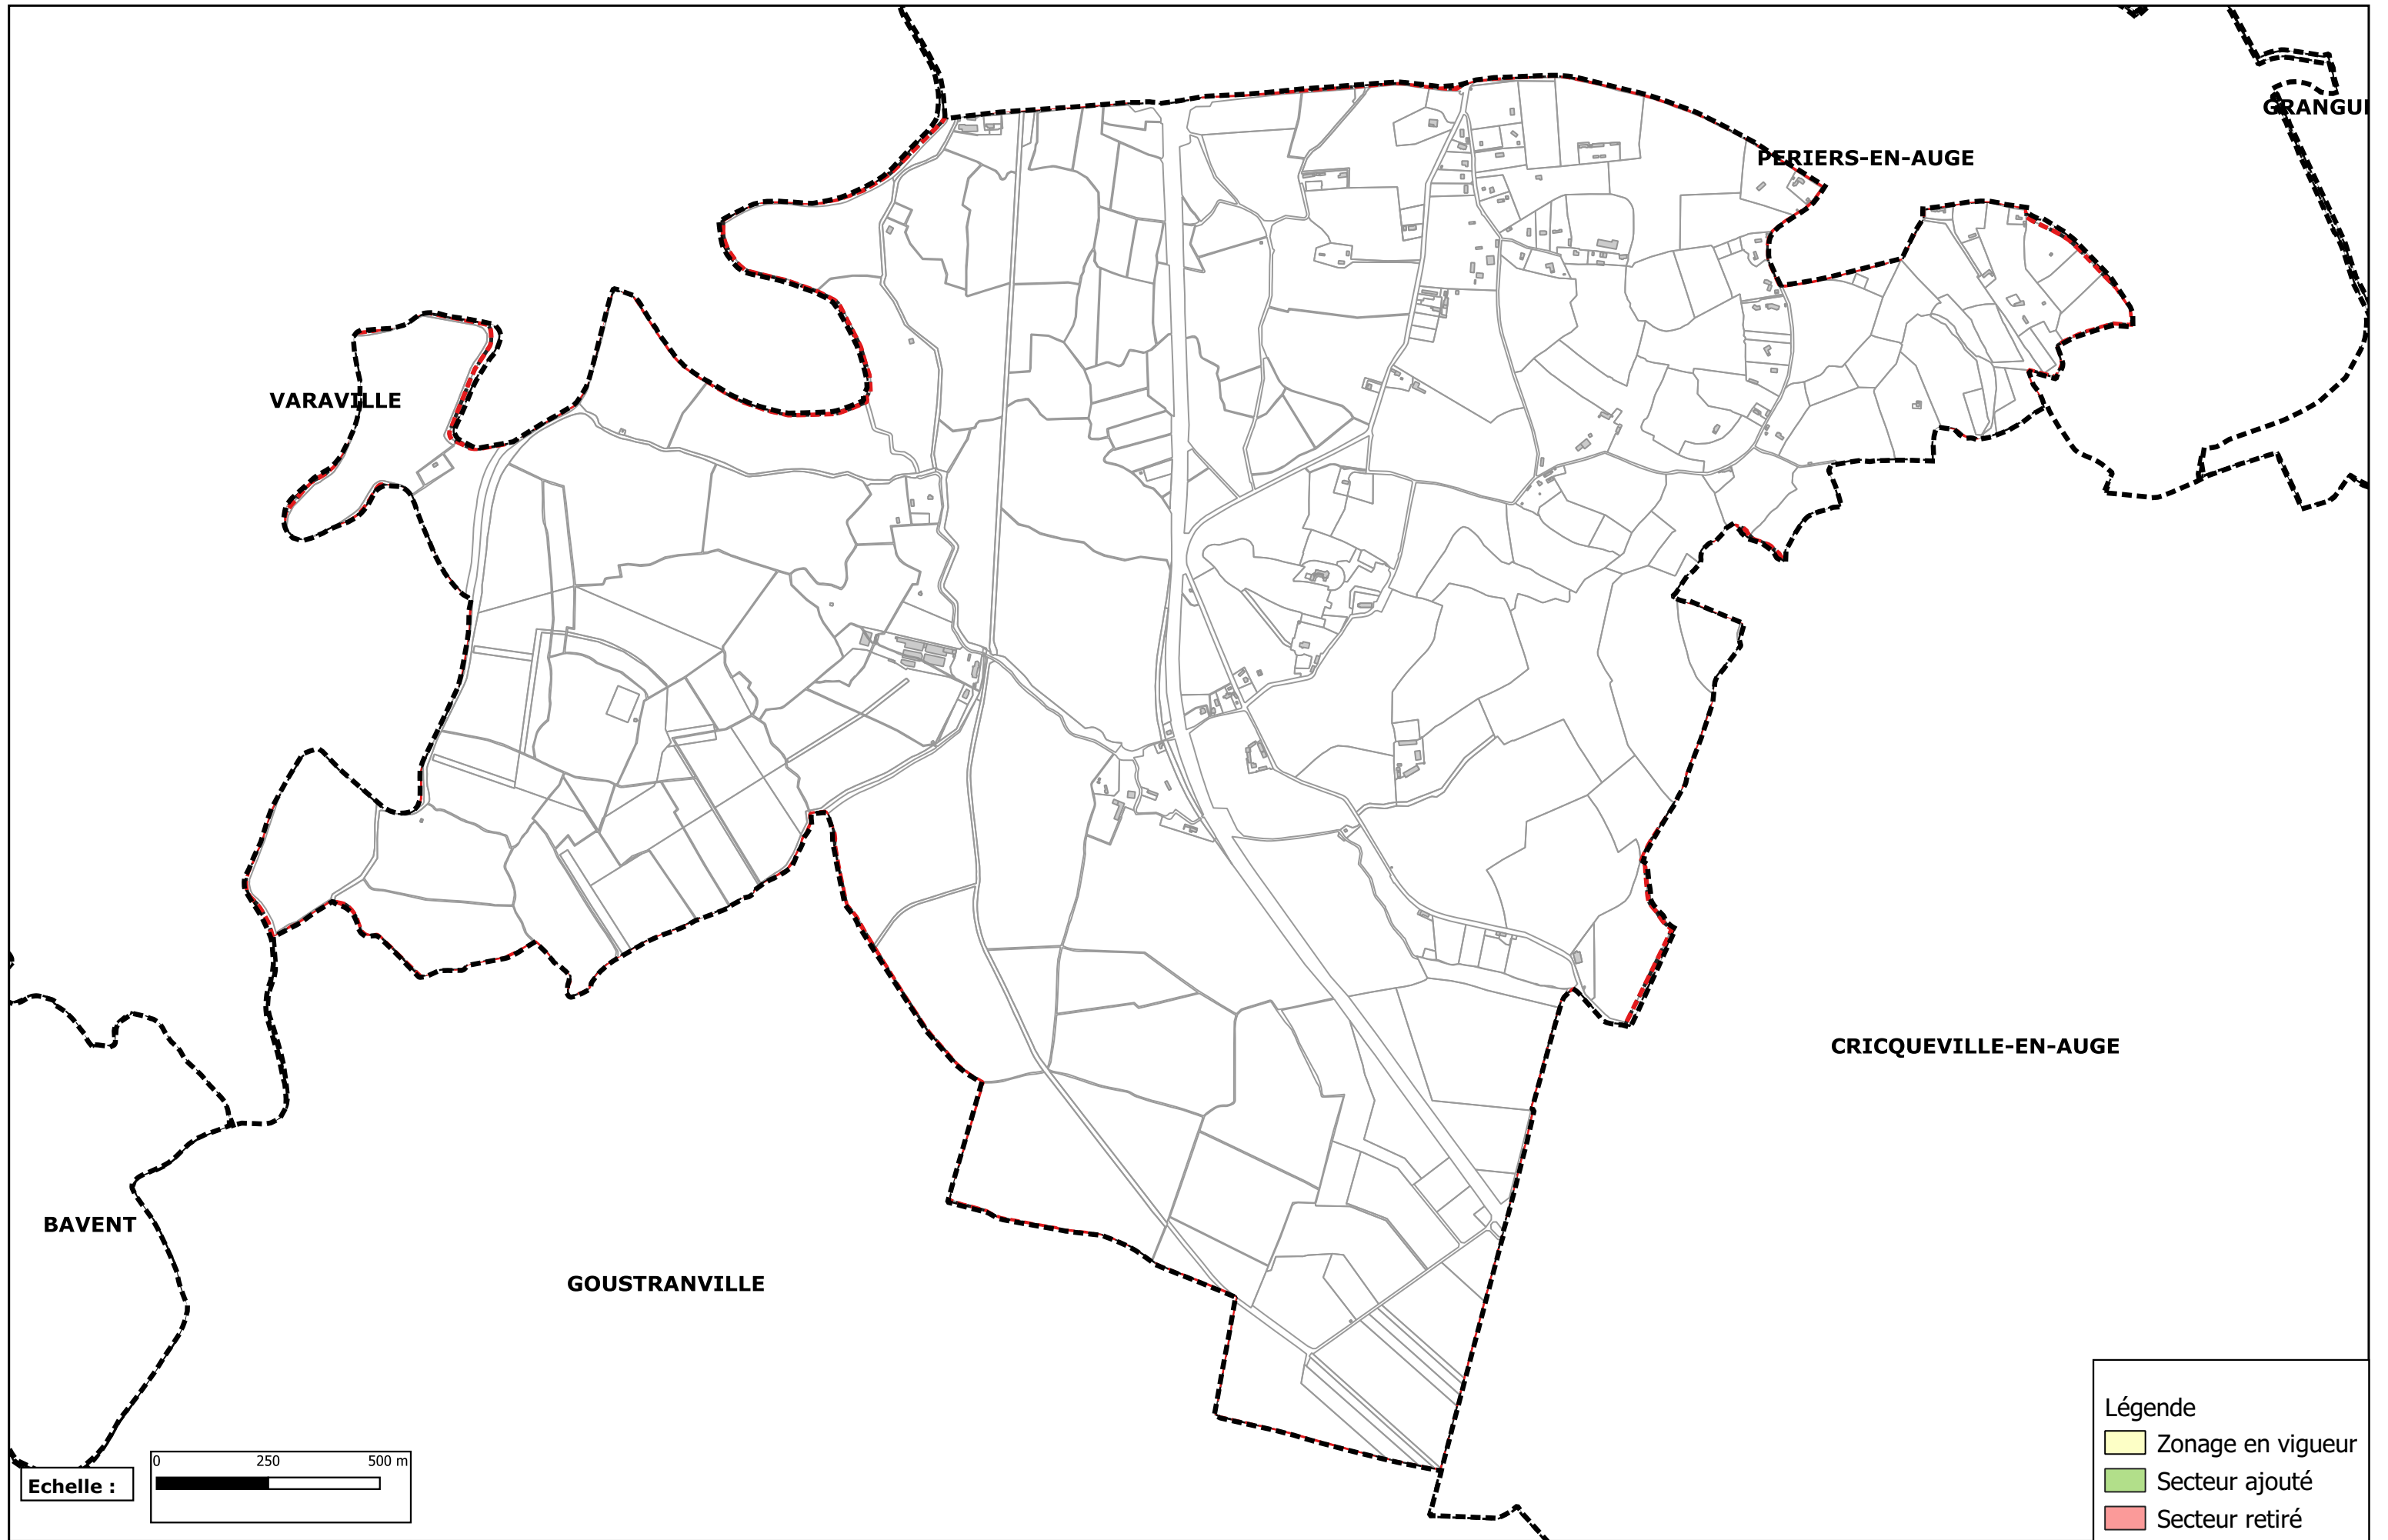 GRANGUI
PERIERS-EN-AUGE
VARAVILLE
CRICQUEVILLE-EN-AUGE
BAVENT
GOUSTRANVILLE
Légende
Zonage en vigueur
Secteur ajouté
Secteur retiré
Echelle :
0 250 500 m